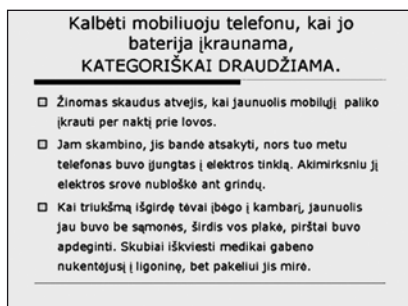 Kalbėti mobiliuoju telefonu, kai jo
baterija įkraunama,
KATEGORIŠKAI DRAUDŽIAMA.
Žinomas skaudus atvejis, kai jaunuolis mobilųjį paliko
įkrauti per naktį prie lovos.
Jam skambino, jis bandė atsakyti, nors tuo metu
telefonas buvo įjungtas į elektros tinklą. Akimirksniu jį
elektros srovė nubloškė ant grindų.
Kai triukšmą išgirdę tėvai įbėgo į kambarį, jaunuolis
jau buvo be sąmonės, širdis vos plakė, pirštai buvo
apdeginti. Skubiai iškviesti medikai gabeno
nukentėjusį į ligoninę, bet pakeliui jis mirė.